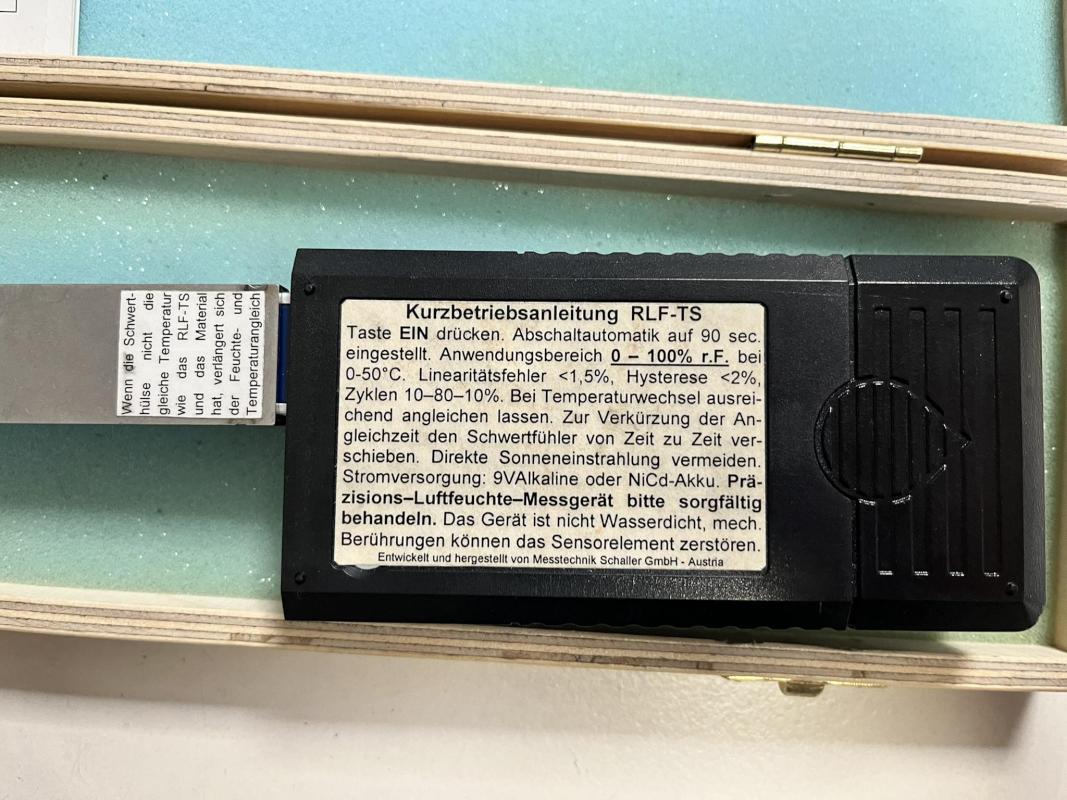 Wenn die Schwert-
hülse nicht die
gleiche Temperatur
wie das RLF-TS
und das Material
hat, verlängert sich
der Feuchte- und
Temperaturangleich
Kurzbetriebsanleitung RLF-TS
Taste EIN drücken. Abschaltautomatik auf 90 sec.
eingestellt. Anwendungsbereich 0 – 100% r.F. bei
0-50°C. Linearitätsfehler <1,5%, Hysterese <2%,
Zyklen 10–80–10%. Bei Temperaturwechsel ausrei-
chend angleichen lassen. Zur Verkürzung der An-
gleichzeit den Schwertfühler von Zeit zu Zeit ver-
schieben. Direkte Sonneneinstrahlung vermeiden.
Stromversorgung: 9VAlkaline oder NiCd-Akku. Prä-
zisions–Luftfeuchte–Messgerät bitte sorgfältig
behandeln. Das Gerät ist nicht Wasserdicht, mech.
Berührungen können das Sensorelement zerstören.
Entwickelt und hergestellt von Messtechnik Schaller GmbH - Austria